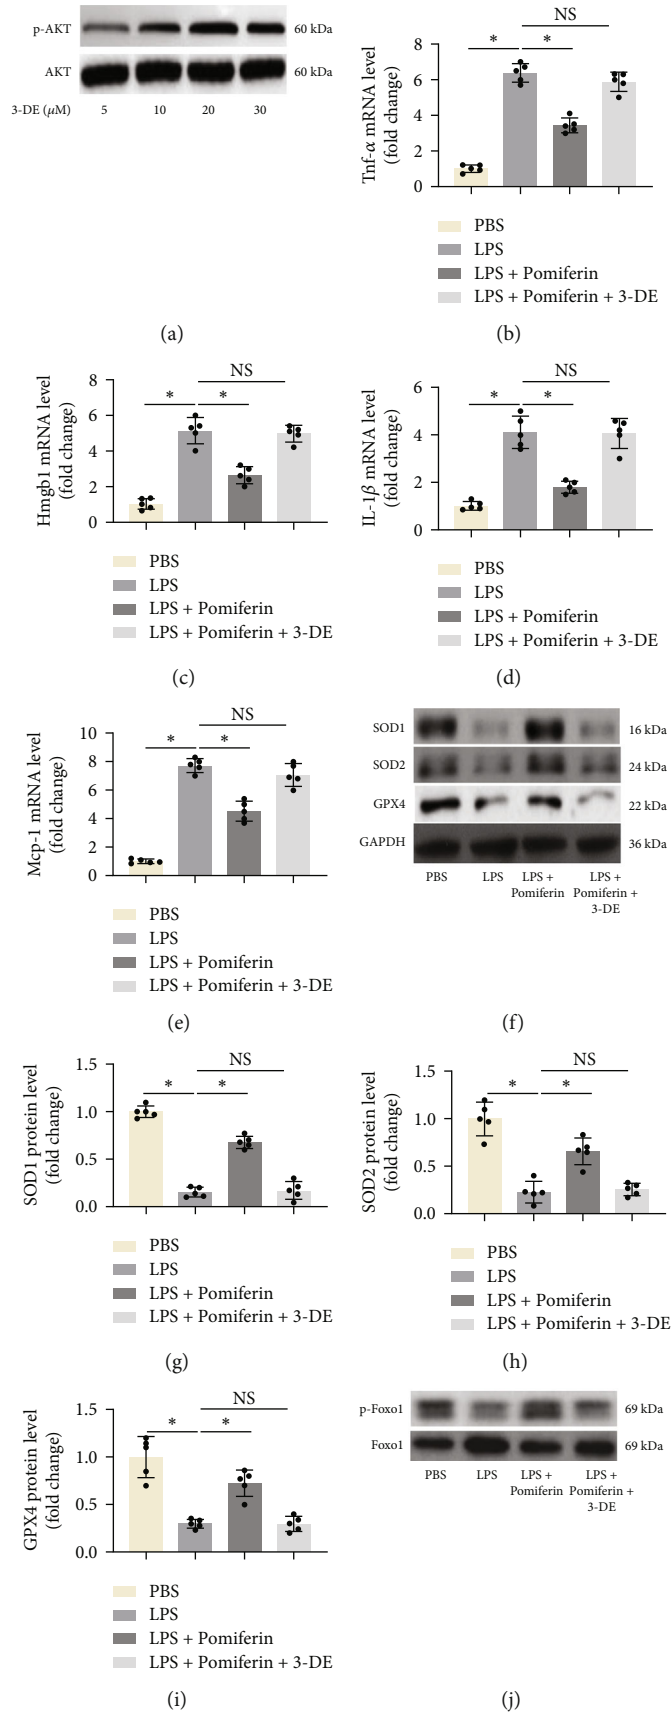 p-AKT
60 kDa
AKT
60 kDa
3-DE (μM)
5
10
20
30
(a)
Tnf-α mRNA level
(fold change)
8
6
4
2
0
*
*
NS
PBS
LPS
LPS + Pomiferin
LPS + Pomiferin + 3-DE
(b)
Hmgb1 mRNA level
(fold change)
8
6
4
2
0
*
*
NS
PBS
LPS
LPS + Pomiferin
LPS + Pomiferin + 3-DE
(c)
IL-1β mRNA level
(fold change)
6
4
2
0
*
*
NS
PBS
LPS
LPS + Pomiferin
LPS + Pomiferin + 3-DE
(d)
Mcp-1 mRNA level
(fold change)
10
8
6
4
2
0
*
*
NS
PBS
LPS
LPS + Pomiferin
LPS + Pomiferin + 3-DE
(e)
SOD1
16 kDa
SOD2
24 kDa
GPX4
22 kDa
GAPDH
36 kDa
PBS
LPS
LPS +
Pomiferin
LPS +
Pomiferin +
3-DE
(f)
SOD1 protein level
(fold change)
1.5
1.0
0.5
0.0
*
*
NS
PBS
LPS
LPS + Pomiferin
LPS + Pomiferin + 3-DE
(g)
SOD2 protein level
(fold change)
1.5
1.0
0.5
0.0
*
*
NS
PBS
LPS
LPS + Pomiferin
LPS + Pomiferin + 3-DE
(h)
GPX4 protein level
(fold change)
1.5
1.0
0.5
0.0
*
*
NS
PBS
LPS
LPS + Pomiferin
LPS + Pomiferin + 3-DE
(i)
p-Foxo1
69 kDa
Foxo1
69 kDa
PBS
LPS
LPS +
Pomiferin
LPS +
Pomiferin +
3-DE
(j)